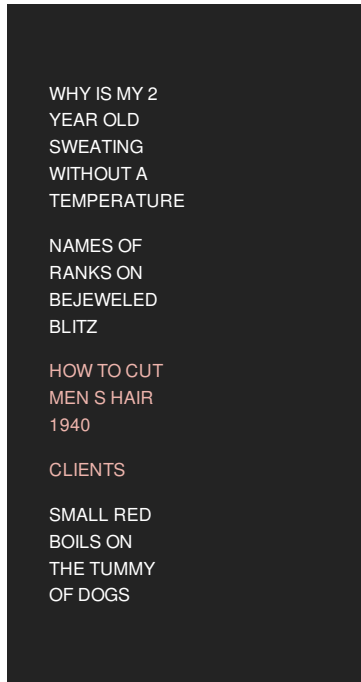 WHY IS MY 2
YEAR OLD
SWEATING
WITHOUT A
TEMPERATURE
NAMES OF
RANKS ON
BEJEWELED
BLITZ
HOW TO CUT
MEN S HAIR
1940
CLIENTS
SMALL RED
BOILS ON
THE TUMMY
OF DOGS